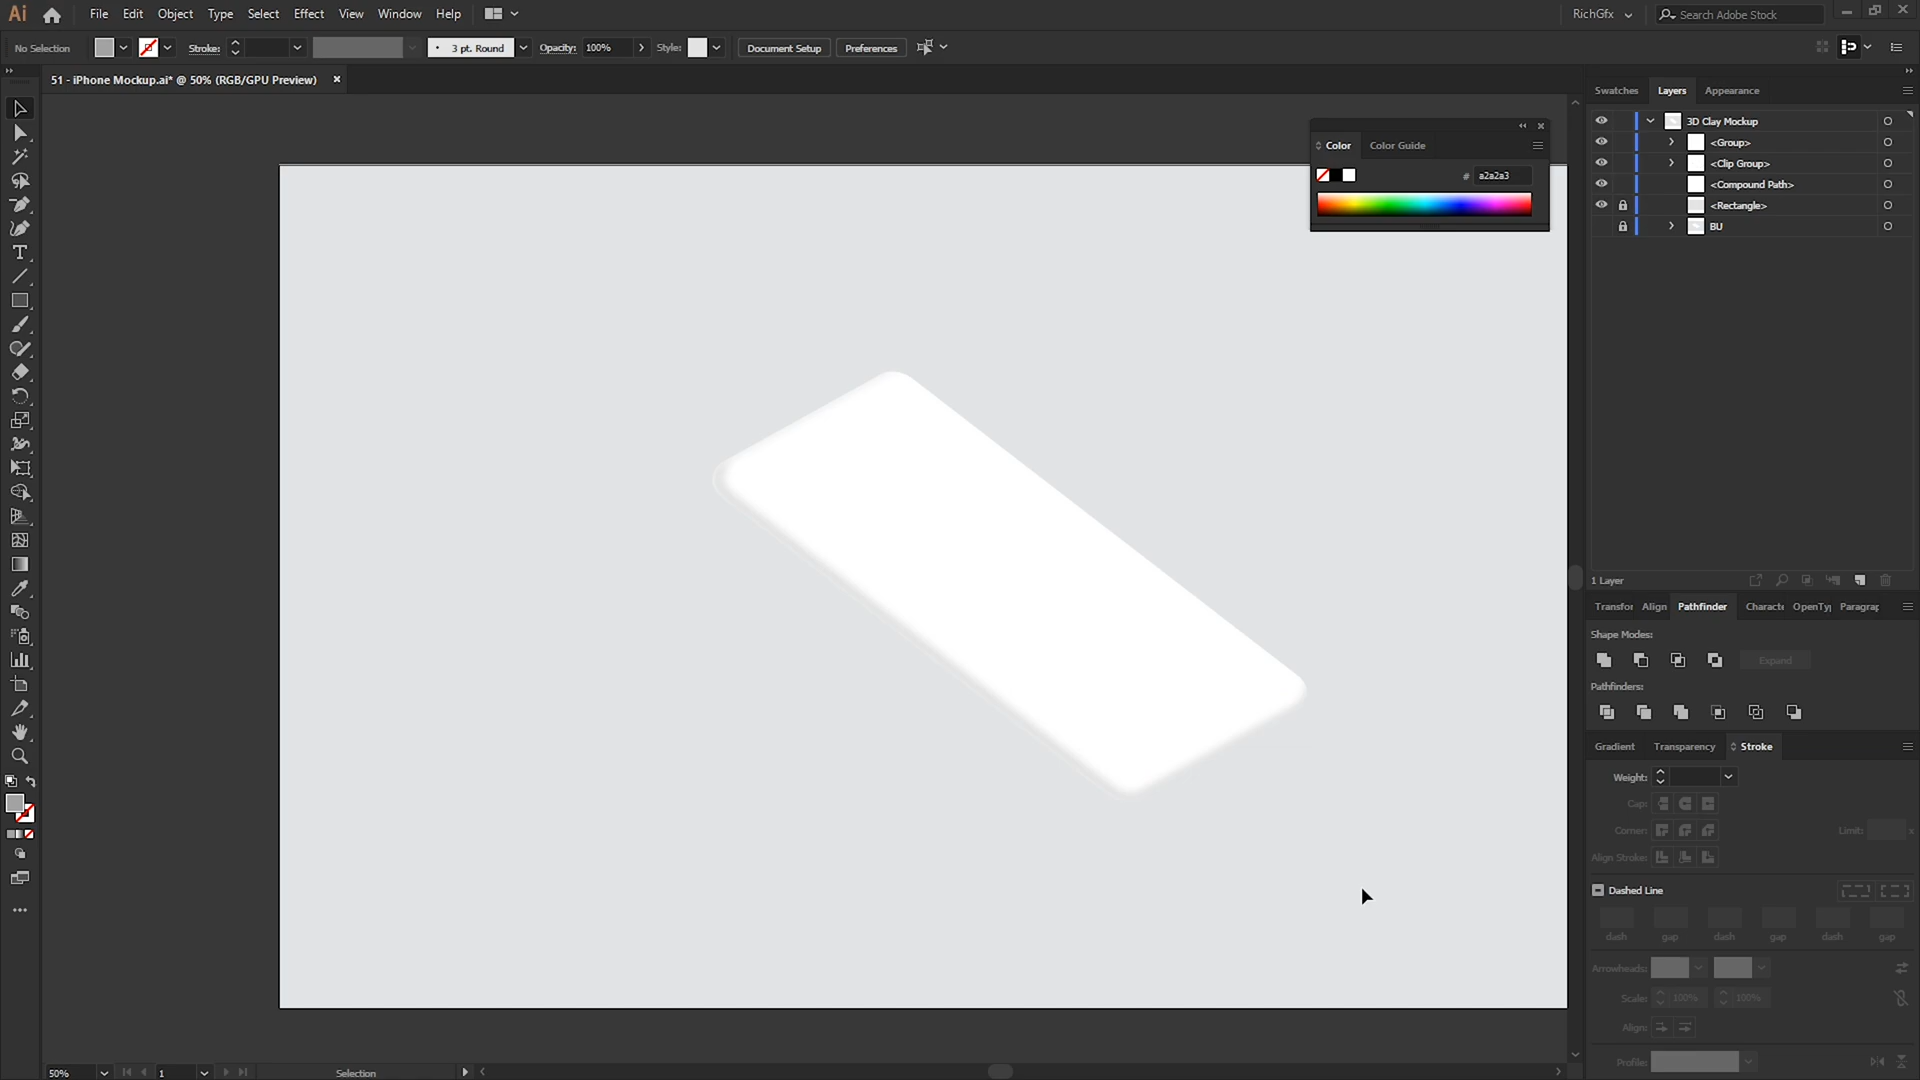 Ai File Edit Object Type Select Effect View Window Help RichGfx Search Adobe Stock
No Selection Stroke: 3 pt. Round Opacity: 100% Style: Document Setup Preferences
51 - iPhone Mockup.ai* @ 50% (RGB/GPU Preview)
Swatches Layers Appearance
3D Clay Mockup
<Group>
<Clip Group>
<Compound Path>
<Rectangle>
BU
Color Color Guide
# a2a2a3
1 Layer
Transfor Align Pathfinder Characte OpenTy Paragrap
Shape Modes:
Expand
Pathfinders:
Gradient Transparency Stroke
Weight:
Cap:
Corner: Limit: x
Align Stroke:
Dashed Line
dash gap dash gap dash gap
Arrowheads:
Scale: 100% 100%
Align:
Profile:
50% 1 Selection